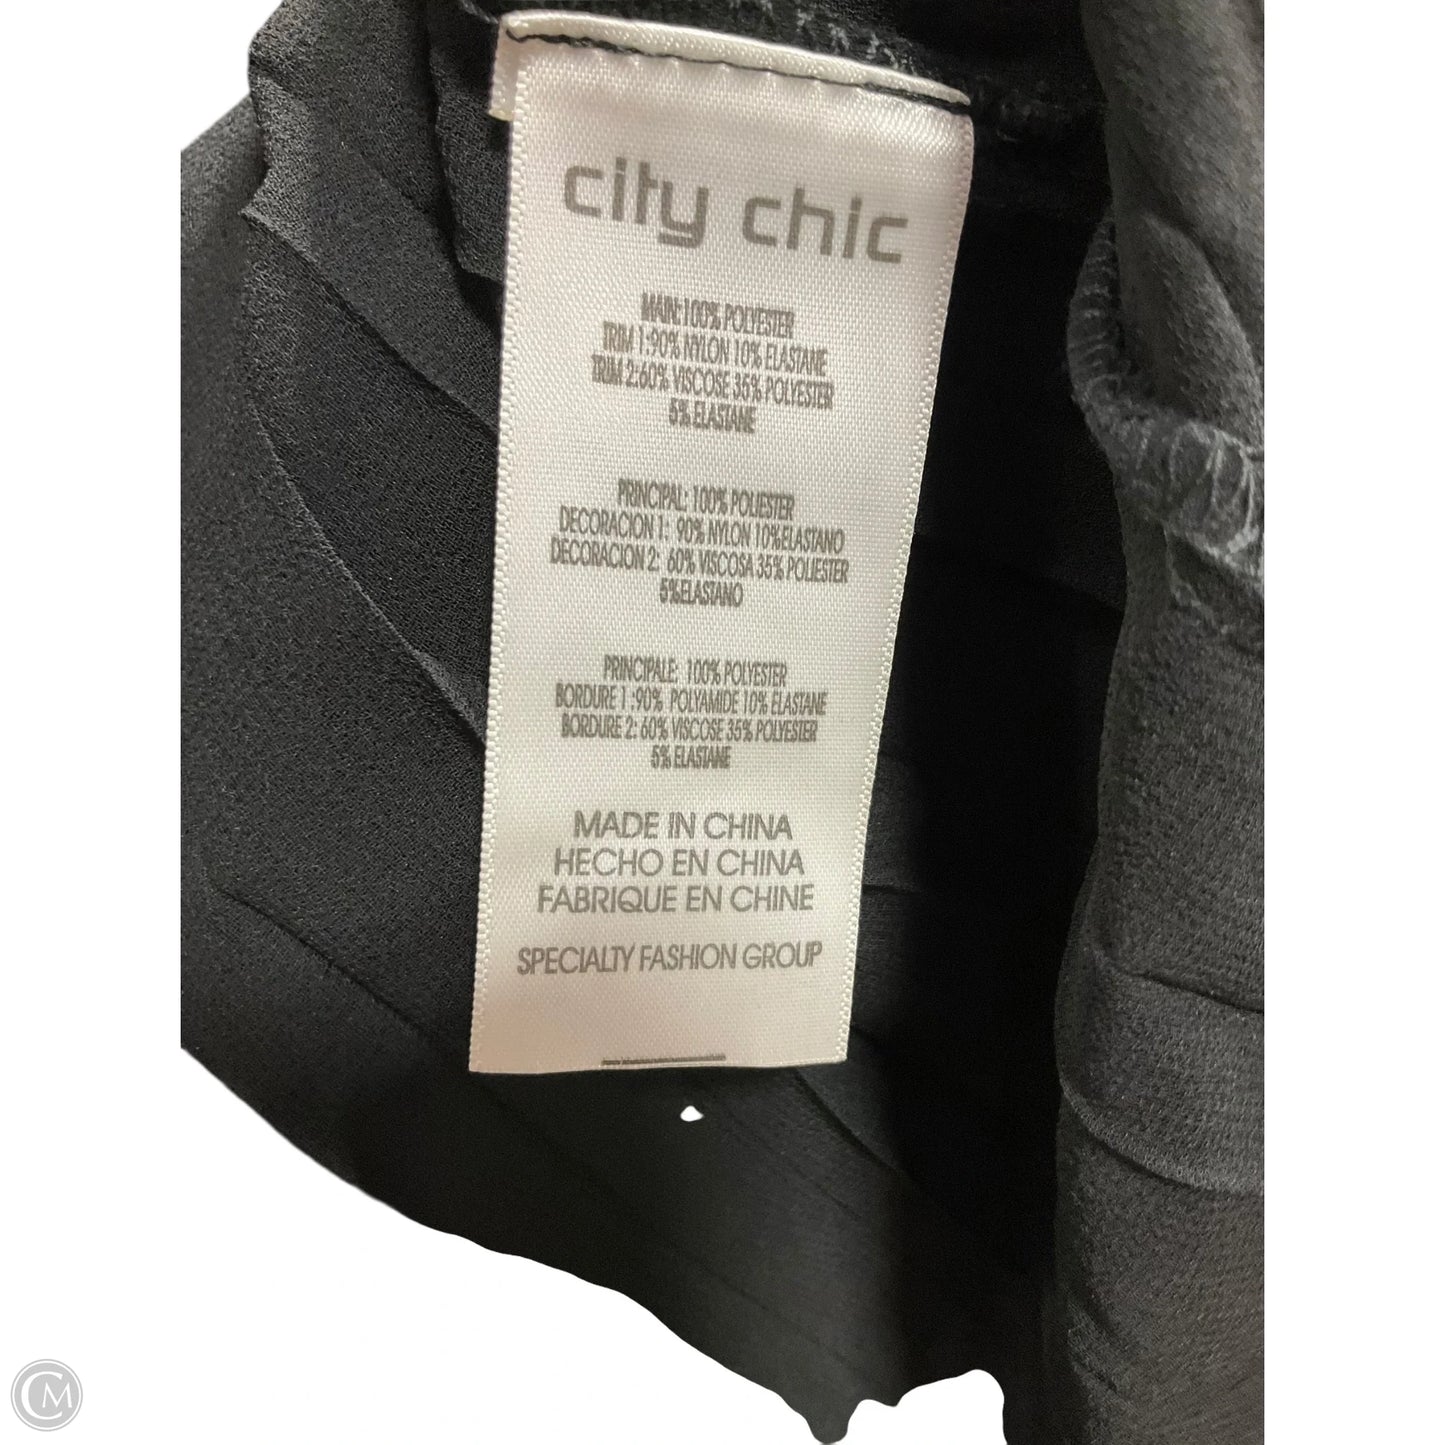 city chic
MAIN:100% POLYESTER
TRIM 1:90% NYLON 10% ELASTANE
TRIM 2:60% VISCOSE 35% POLYESTER
5% ELASTANE
PRINCIPAL: 100% POLIESTER
DECORACION 1: 90% NYLON 10%ELASTANO
DECORACION 2: 60% VISCOSA 35% POLIESTER
5%ELASTANO
PRINCIPALE: 100% POLYESTER
BORDURE 1 :90% POLYAMIDE 10% ELASTANE
BORDURE 2: 60% VISCOSE 35% POLYESTER
5% ELASTANE
MADE IN CHINA
HECHO EN CHINA
FABRIQUE EN CHINE
SPECIALTY FASHION GROUP
CM